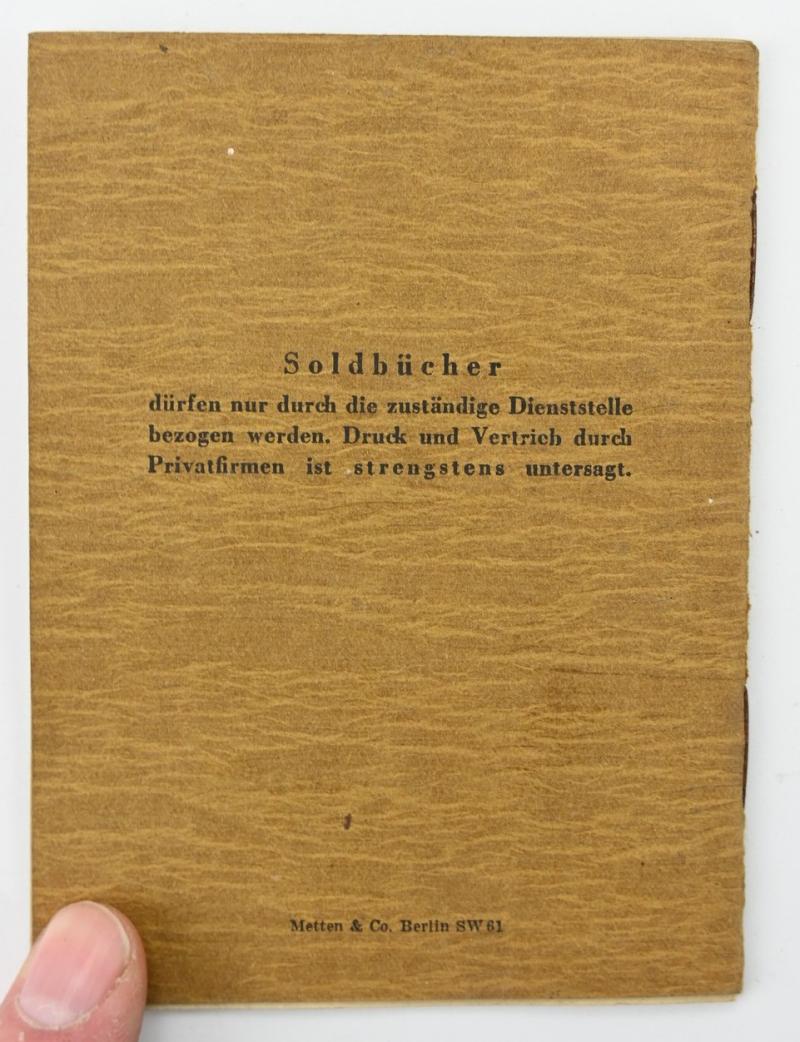 Soldbücher
dürfen nur durch die zuständige Dienststelle
bezogen werden. Druck und Vertrieb durch
Privatfirmen ist strengstens untersagt.
Metten & Co. Berlin SW 61